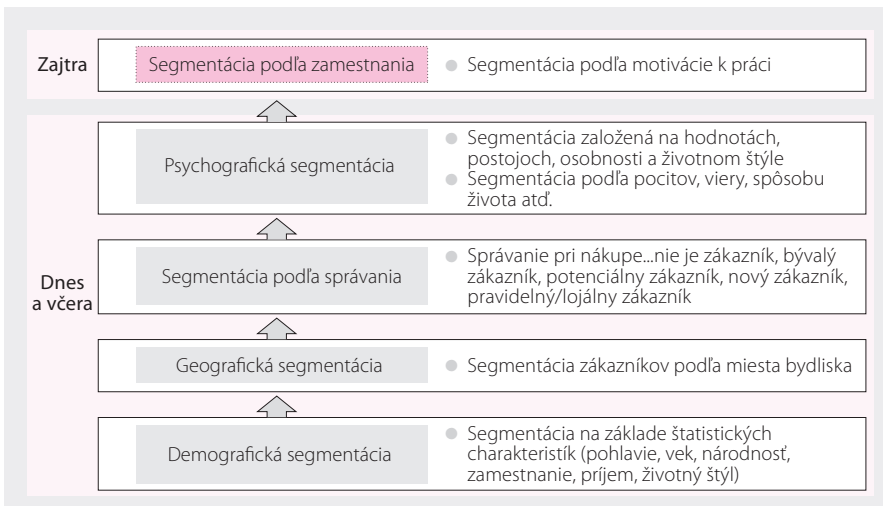 Zajtra
Segmentácia podľa zamestnania
Segmentácia podľa motivácie k práci
Dnes
a včera
Psychografická segmentácia
Segmentácia založená na hodnotách,
postojoch, osobnosti a životnom štýle
Segmentácia podľa pocitov, viery, spôsobu
života atď.
Segmentácia podľa správania
Správanie pri nákupe...nie je zákazník, bývalý
zákazník, potenciálny zákazník, nový zákazník,
pravidelný/lojálny zákazník
Geografická segmentácia
Segmentácia zákazníkov podľa miesta bydliska
Demografická segmentácia
Segmentácia na základe štatistických
charakteristík (pohlavie, vek, národnosť,
zamestnanie, príjem, životný štýl)